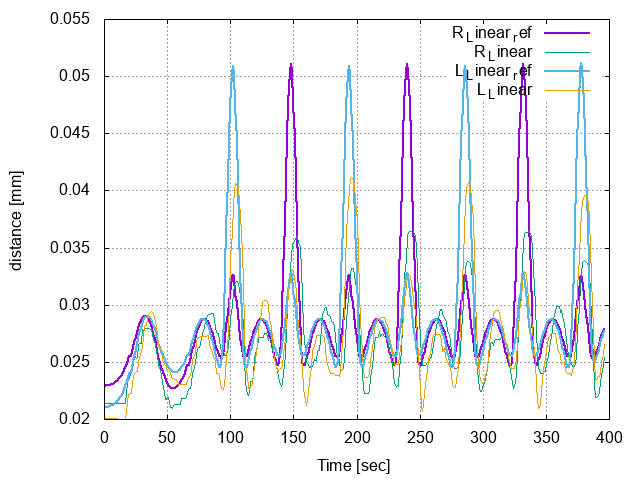 0.055
0.05
0.045
0.04
0.035
0.03
0.025
0.02
distance [mm]
0 50 100 150 200 250 300 350 400
Time [sec]
R_Linear_ref
R_Linear
L_Linear_ref
L_Linear